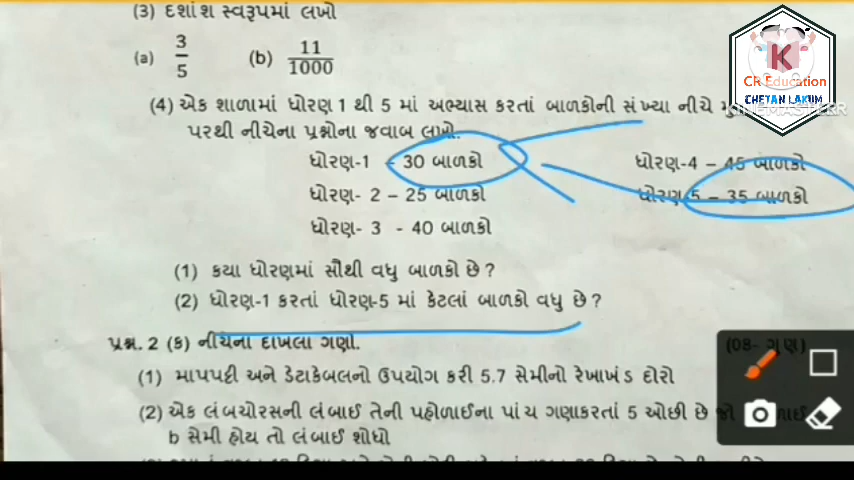 (3) દશાંશ સ્વરૂપમાં લખો
(a) 3/5 (b) 11/1000
(4) એક શાળામાં ધોરણ 1 થી 5 માં અભ્યાસ કરતાં બાળકોની સંખ્યા નીચે
પરથી નીચેના પ્રશ્નોના જવાબ લખો.
ધોરણ-1 - 30 બાળકો ધોરણ-4 – 45 બાળકો
ધોરણ- 2 – 25 બાળકો ધોરણ 5 – 35 બાળકો
ધોરણ- 3 - 40 બાળકો
(1) કયા ધોરણમાં સૌથી વધુ બાળકો છે?
(2) ધોરણ-1 કરતાં ધોરણ-5 માં કેટલાં બાળકો વધુ છે?
પ્રશ્ન. 2 (ક) નીચેના દાખલા ગણો. (08- ગુણ)
(1) માપપટ્ટી અને ડેટાકેબલનો ઉપયોગ કરી 5.7 સેમીનો રેખાખંડ દોરો
(2) એક લંબચોરસની લંબાઈ તેની પહોળાઈના પાંચ ગણાકરતાં 5 ઓછી છે જો
b સેમી હોય તો લંબાઈ શોધો
K
CR Education
CHETAN LAKUM